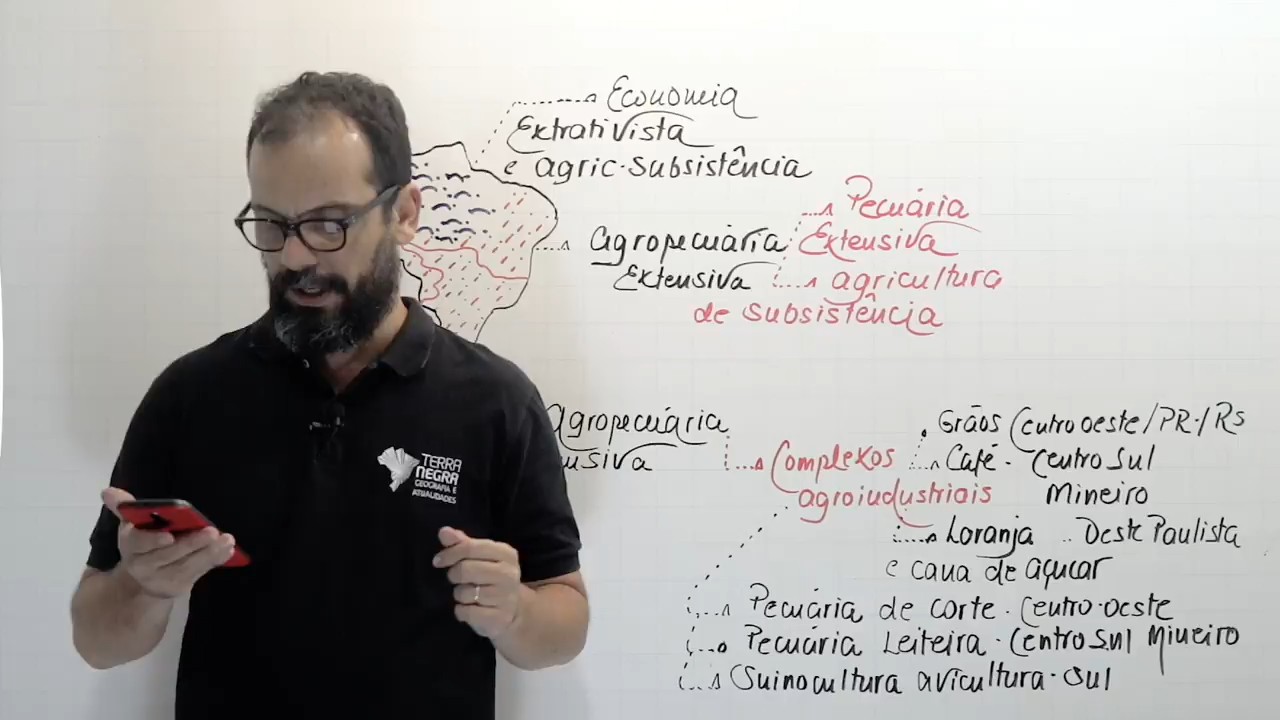 Economia
Extrativista
e agric. Subsistência
Pecuária
agropecuária Extensiva
Extensiva agricultura
de subsistência
agropecuária
Grãos Centro oeste/PR/RS
Complexos Café - Centro Sul
agroindustriais Mineiro
Laranja .. Oeste Paulista
e cana de açucar
Pecuária de corte. Centro-oeste
Pecuária Leiteira - Centro Sul Mineiro
Suinocultura avicultura - Sul
TERRA
NEGRA
GEOGRAFIA E
ATUALIDADES